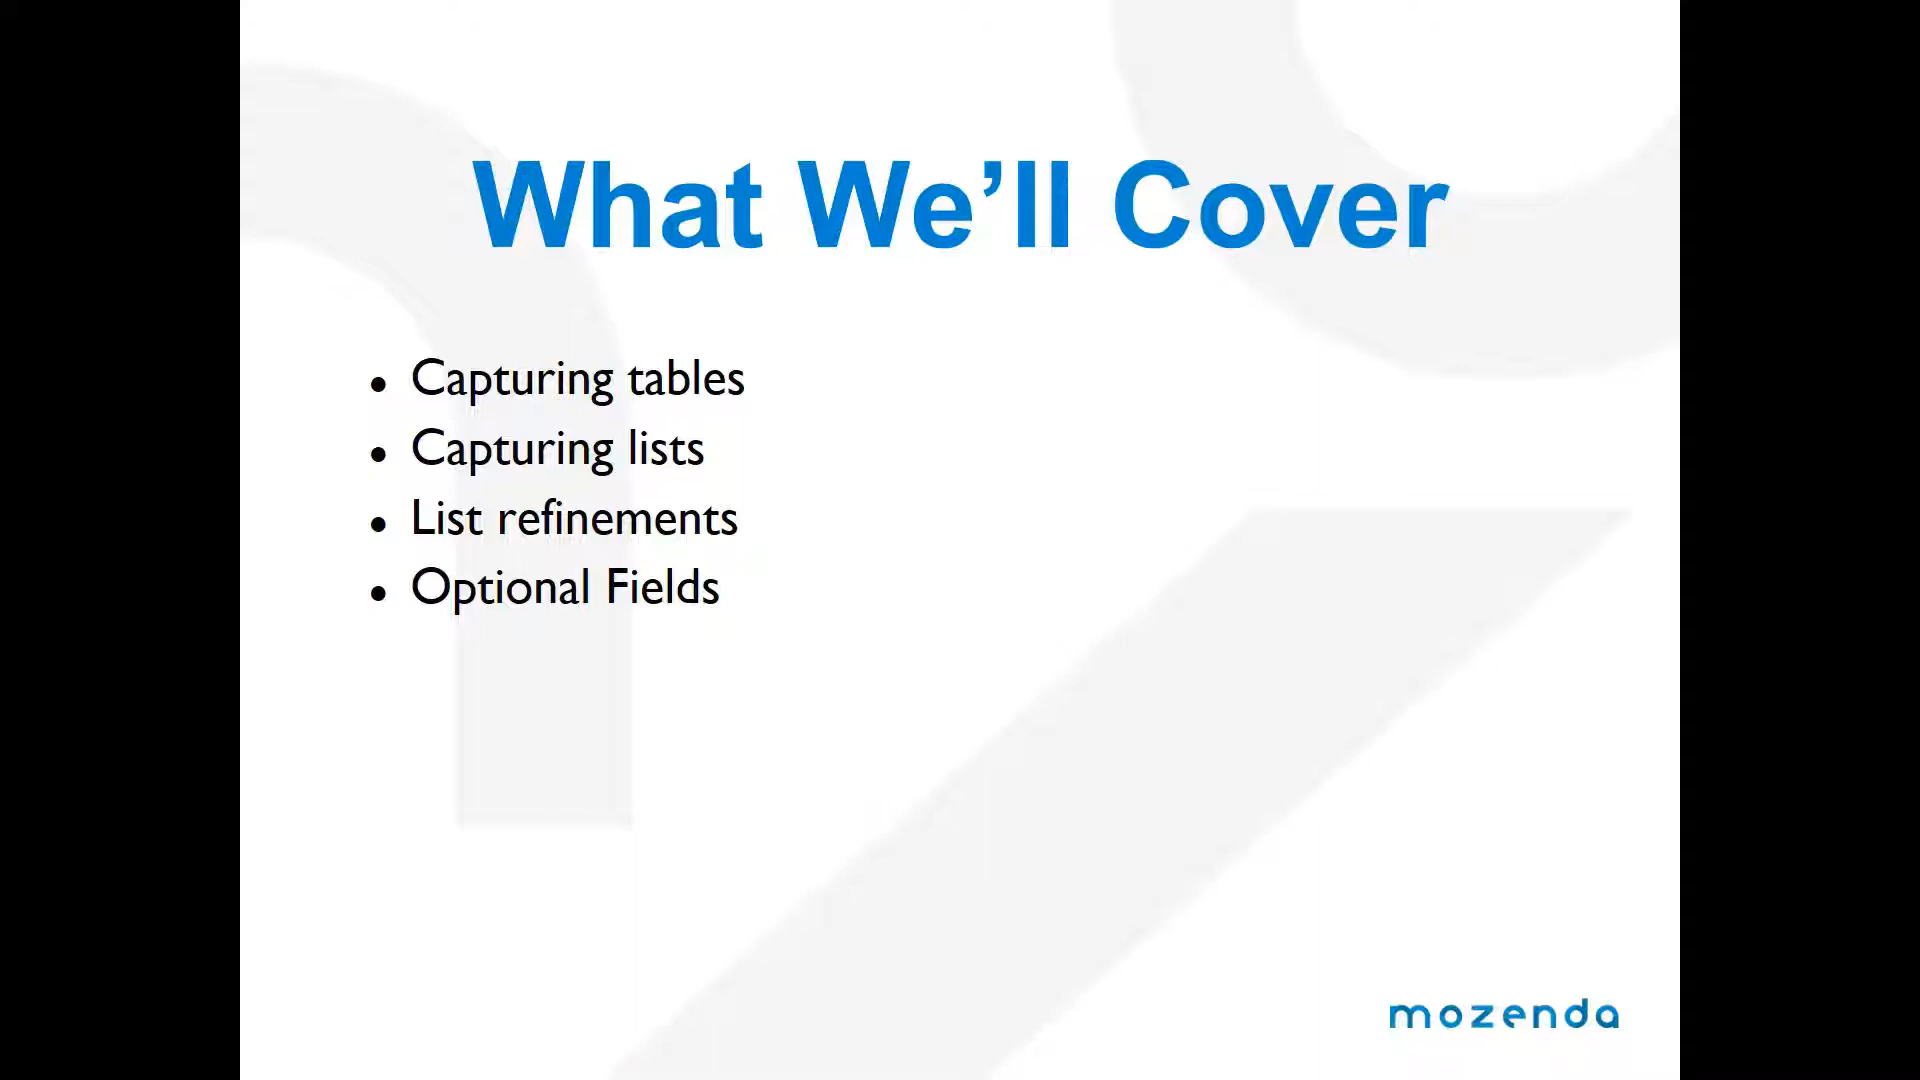 What We’ll Cover
• Capturing tables
• Capturing lists
• List refinements
• Optional Fields
mozenda